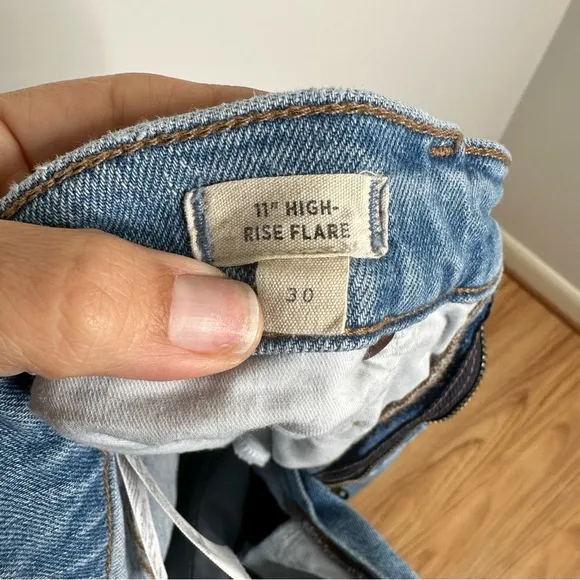 11" HIGH-
RISE FLARE
30